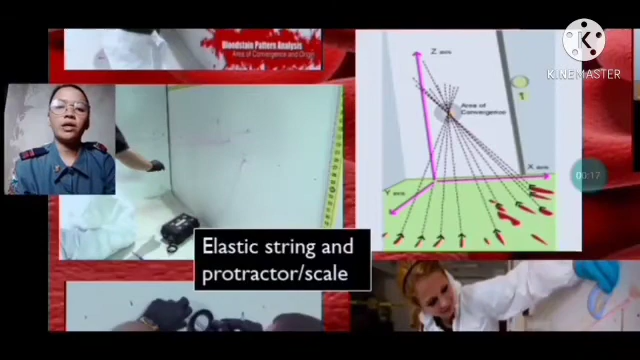 Bloodstain Pattern Analysis
Area of Convergence and Origin
Z axis
1
KINEMASTER
Area of
Convergence
X axis
00:17
Y axis
Elastic string and
protractor/scale